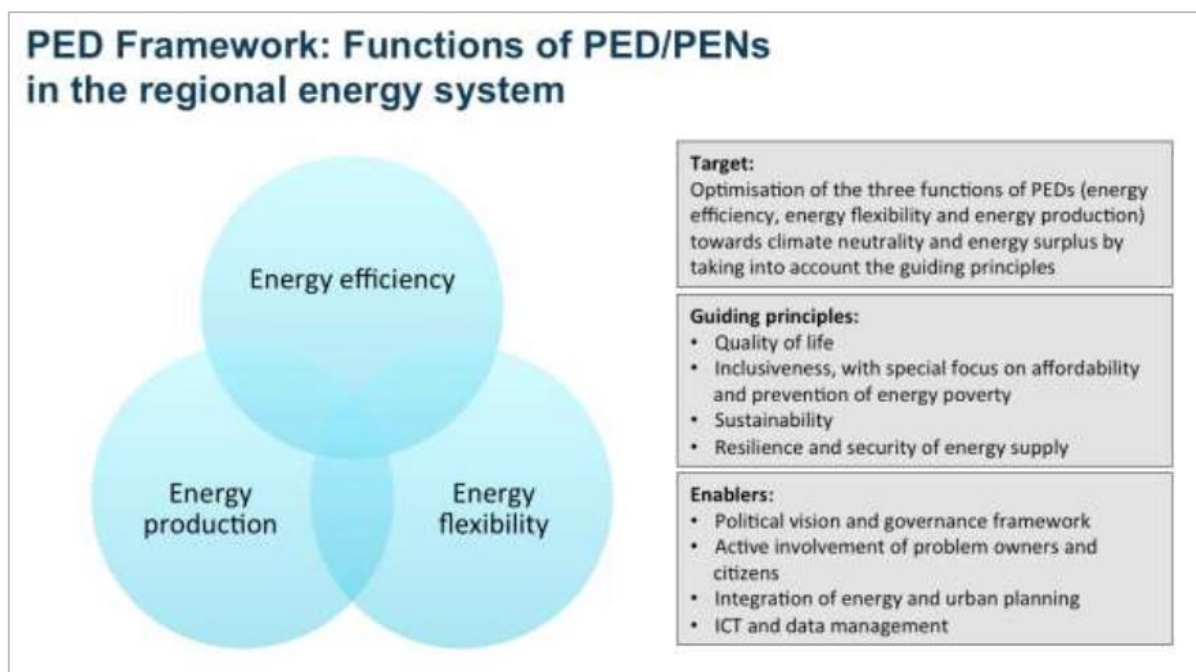 PED Framework: Functions of PED/PENs
in the regional energy system
Energy efficiency
Energy
production
Energy
flexibility
Target:
Optimisation of the three functions of PEDs (energy
efficiency, energy flexibility and energy production)
towards climate neutrality and energy surplus by
taking into account the guiding principles
Guiding principles:
• Quality of life
• Inclusiveness, with special focus on affordability
and prevention of energy poverty
• Sustainability
• Resilience and security of energy supply
Enablers:
• Political vision and governance framework
• Active involvement of problem owners and
citizens
• Integration of energy and urban planning
• ICT and data management